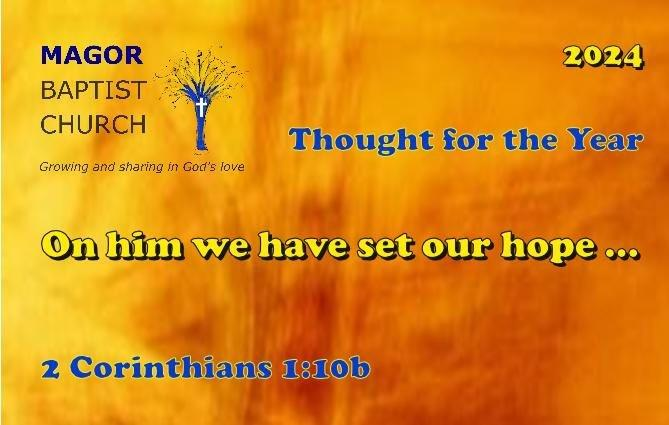 MAGOR
BAPTIST
CHURCH
Growing and sharing in God's love
2024
Thought for the Year
On him we have set our hope ...
2 Corinthians 1:10b